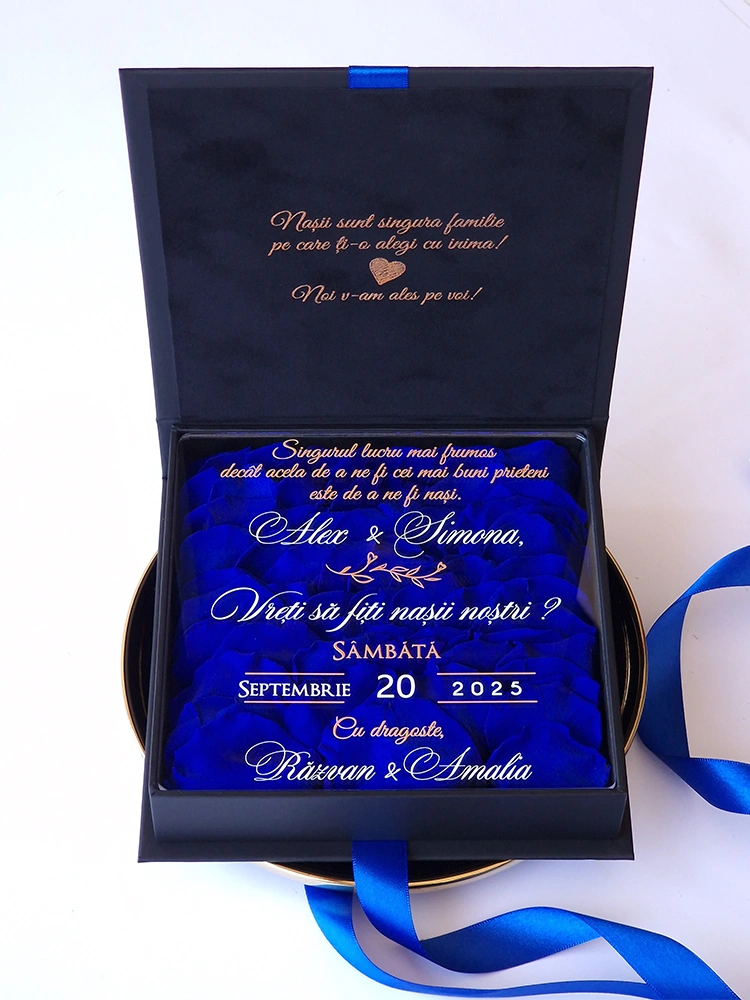 Nașii sunt singura familie
pe care ți-o alegi cu inima!
Noi v-am ales pe voi!
Singurul lucru mai frumos
decât acela de a ne fi cei mai buni prieteni
este de a ne fi nași.
Alex & Simona,
Vreți să fiți nașii noștri ?
SÂMBĂTĂ
SEPTEMBRIE 20 2025
Cu dragoste,
Răzvan & Amalia